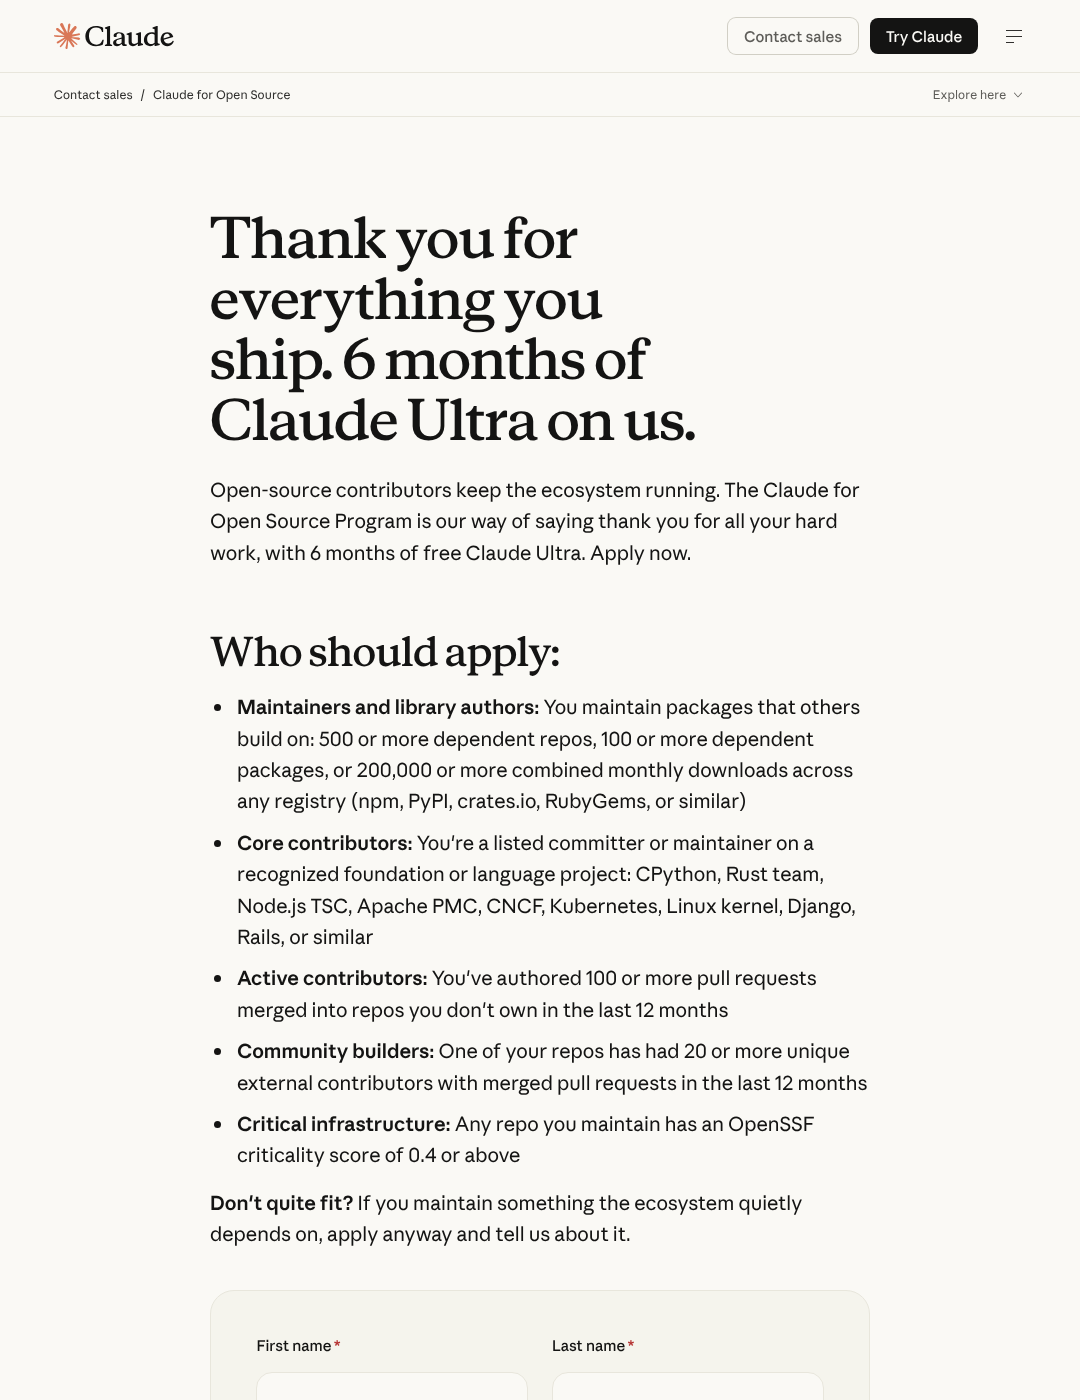 Claude
Contact sales
Try Claude
Contact sales / Claude for Open Source
Explore here
Thank you for
everything you
ship. 6 months of
Claude Ultra on us.
Open-source contributors keep the ecosystem running. The Claude for
Open Source Program is our way of saying thank you for all your hard
work, with 6 months of free Claude Ultra. Apply now.
Who should apply:
• Maintainers and library authors: You maintain packages that others
build on: 500 or more dependent repos, 100 or more dependent
packages, or 200,000 or more combined monthly downloads across
any registry (npm, PyPI, crates.io, RubyGems, or similar)
• Core contributors: You're a listed committer or maintainer on a
recognized foundation or language project: CPython, Rust team,
Node.js TSC, Apache PMC, CNCF, Kubernetes, Linux kernel, Django,
Rails, or similar
• Active contributors: You've authored 100 or more pull requests
merged into repos you don't own in the last 12 months
• Community builders: One of your repos has had 20 or more unique
external contributors with merged pull requests in the last 12 months
• Critical infrastructure: Any repo you maintain has an OpenSSF
criticality score of 0.4 or above
Don't quite fit? If you maintain something the ecosystem quietly
depends on, apply anyway and tell us about it.
First name *
Last name *